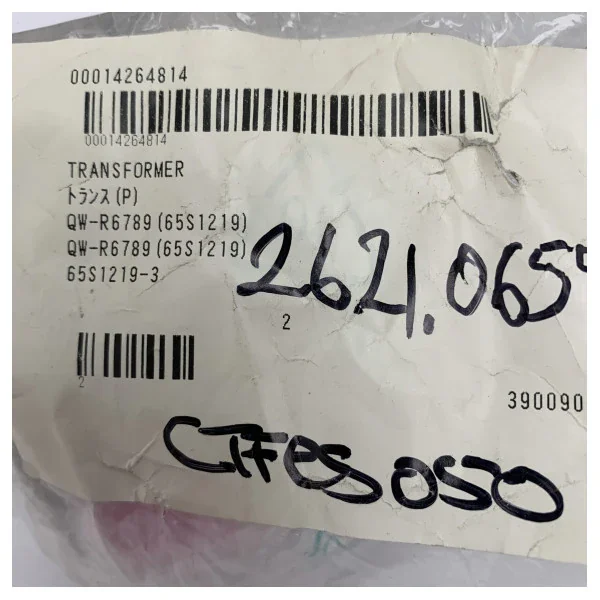 00014264814
00014264814
TRANSFORMER
トランス(P)
QW-R6789(65S1219)
QW-R6789(65S1219)
65S1219-3
2621.065
2
2
390090